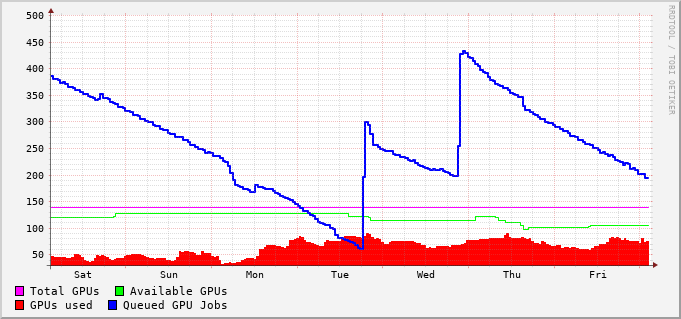 500
450
400
350
300
250
200
150
100
50
Sat Sun Mon Tue Wed Thu Fri
Total GPUs Available GPUs
GPUs used Queued GPU Jobs
RRDTOOL / TOBI OETIKER